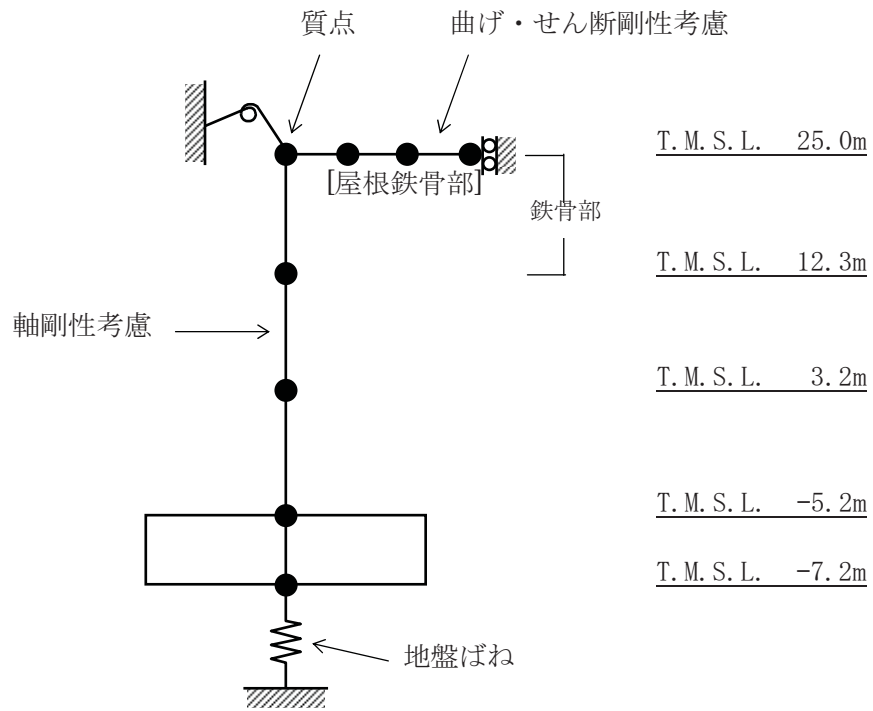 質点
曲げ・せん断剛性考慮
T.M.S.L. 25.0m
[屋根鉄骨部]
鉄骨部
T.M.S.L. 12.3m
軸剛性考慮
T.M.S.L. 3.2m
T.M.S.L. -5.2m
T.M.S.L. -7.2m
地盤ばね